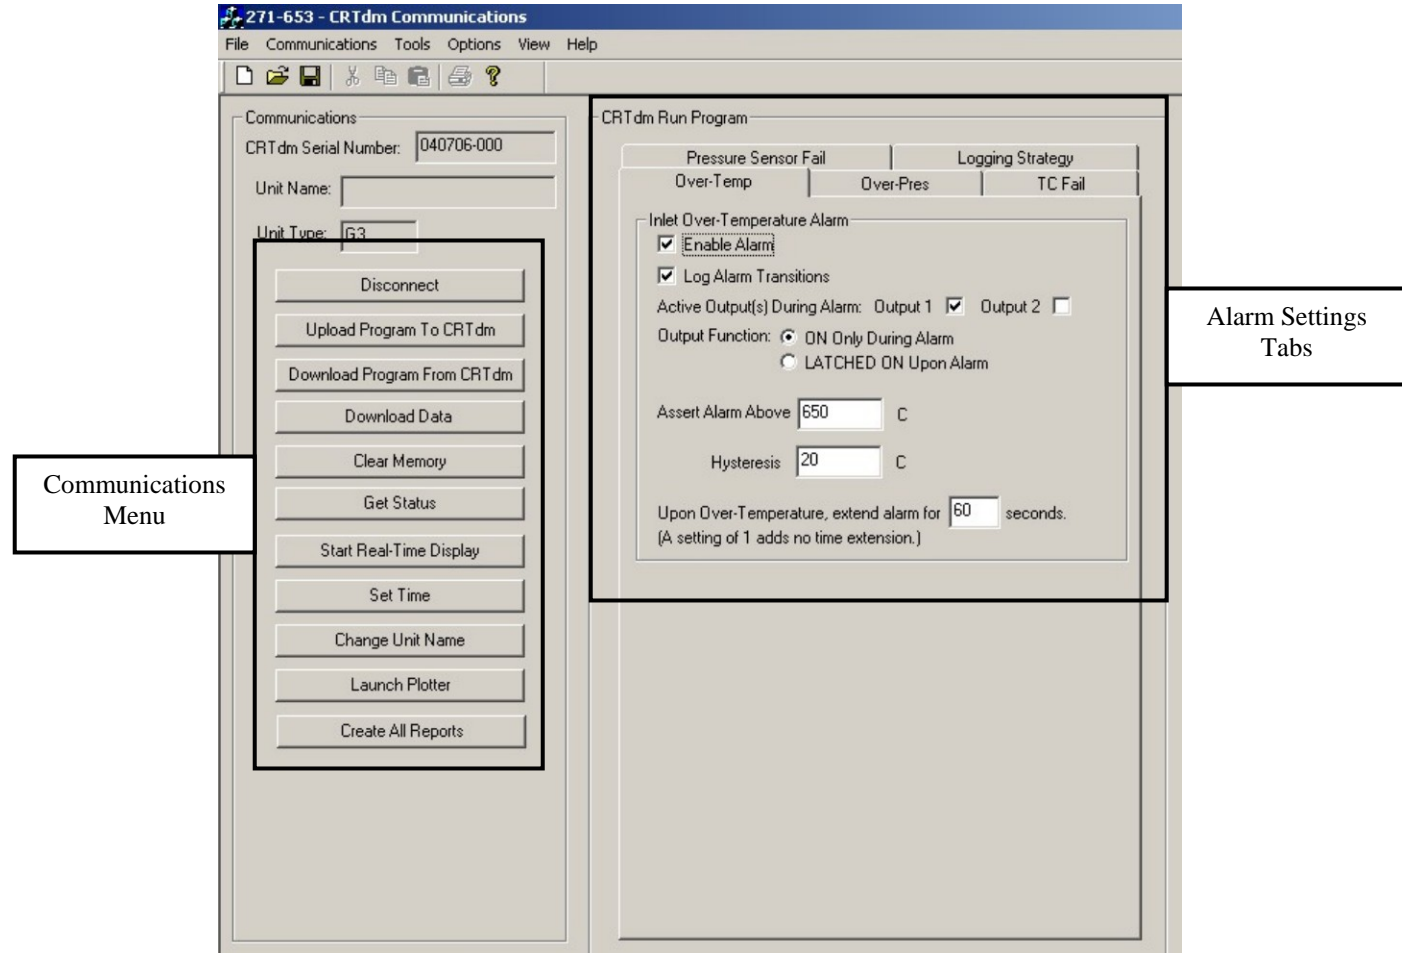 271-653 - CRTdm Communications
File Communications Tools Options View Help
Communications
CRTdm Serial Number: 040706-000
Unit Name:
Unit Type: G3
Disconnect
Upload Program To CRTdm
Download Program From CRTdm
Download Data
Clear Memory
Get Status
Start Real-Time Display
Set Time
Change Unit Name
Launch Plotter
Create All Reports
Communications
Menu
CRTdm Run Program
Pressure Sensor Fail Logging Strategy
Over-Temp Over-Pres TC Fail
Inlet Over-Temperature Alarm
Enable Alarm
Log Alarm Transitions
Active Output(s) During Alarm: Output 1 Output 2
Output Function: ON Only During Alarm
LATCHED ON Upon Alarm
Assert Alarm Above 650 C
Hysteresis 20 C
Upon Over-Temperature, extend alarm for 60 seconds.
(A setting of 1 adds no time extension.)
Alarm Settings
Tabs